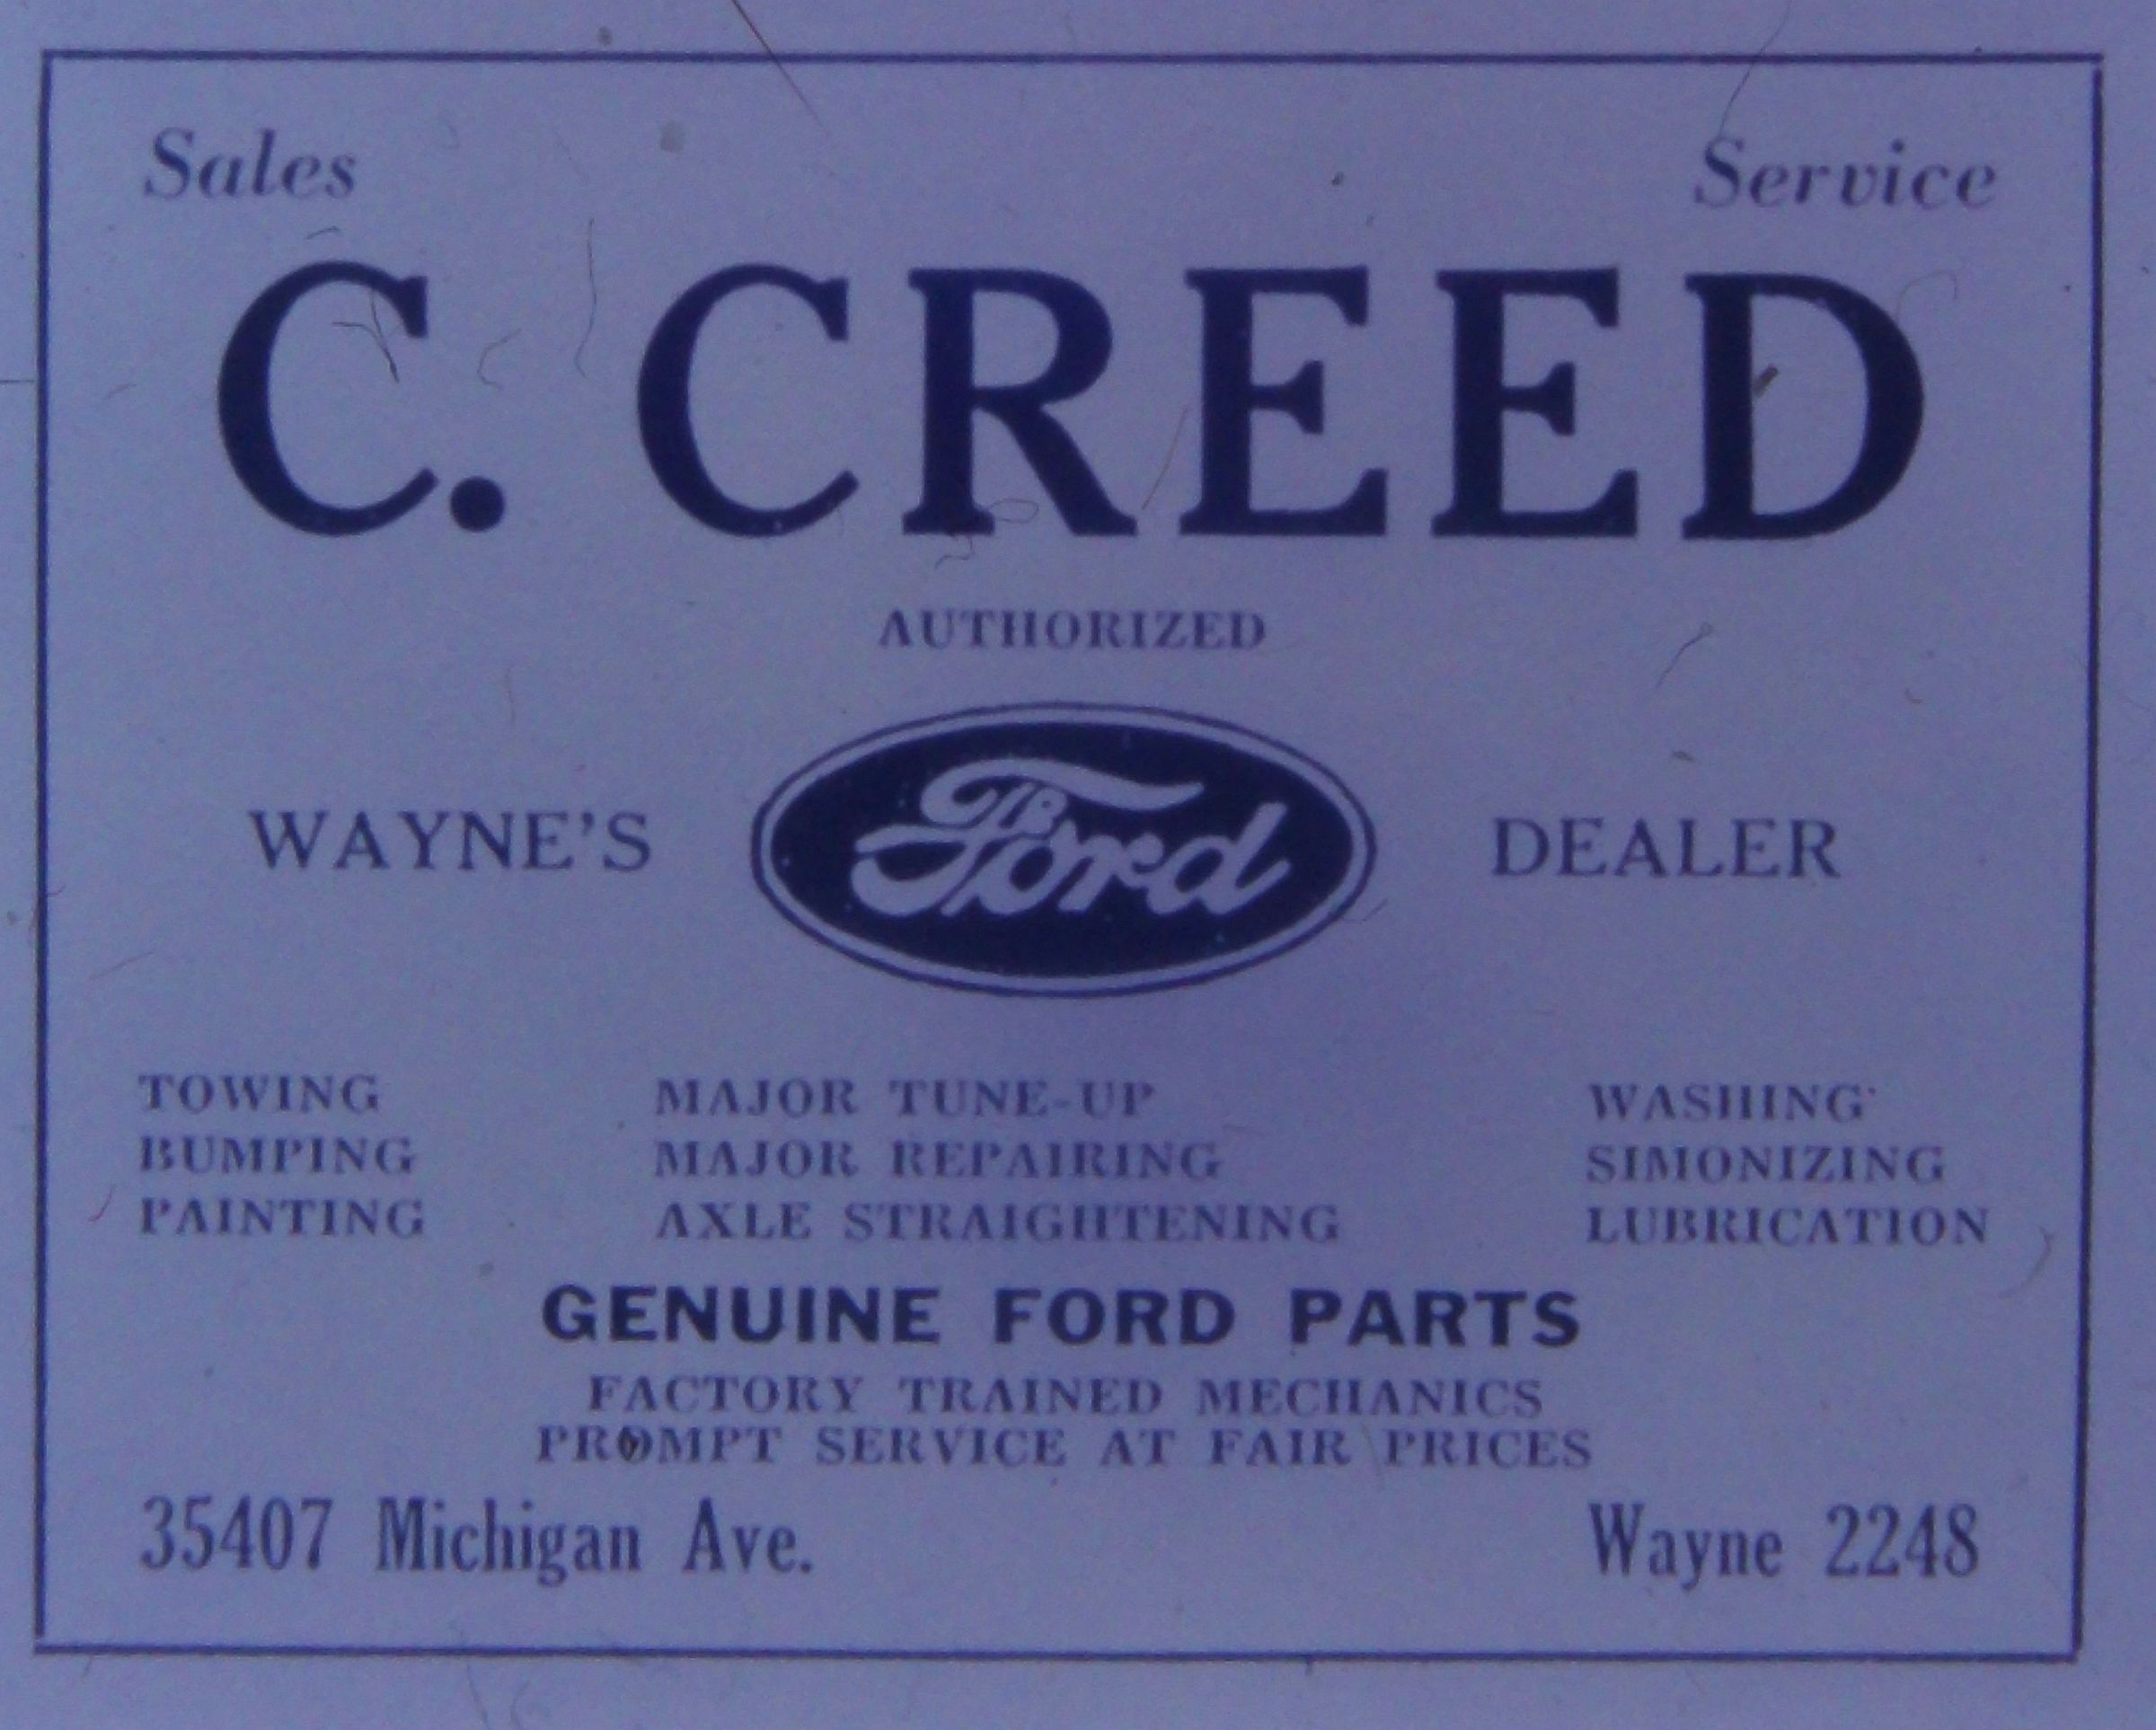 Sales Service
C. CREED
AUTHORIZED
WAYNE'S Ford DEALER
TOWING MAJOR TUNE-UP WASHING
BUMPING MAJOR REPAIRING SIMONIZING
PAINTING AXLE STRAIGHTENING LUBRICATION
GENUINE FORD PARTS
FACTORY TRAINED MECHANICS
PROMPT SERVICE AT FAIR PRICES
35407 Michigan Ave. Wayne 2248